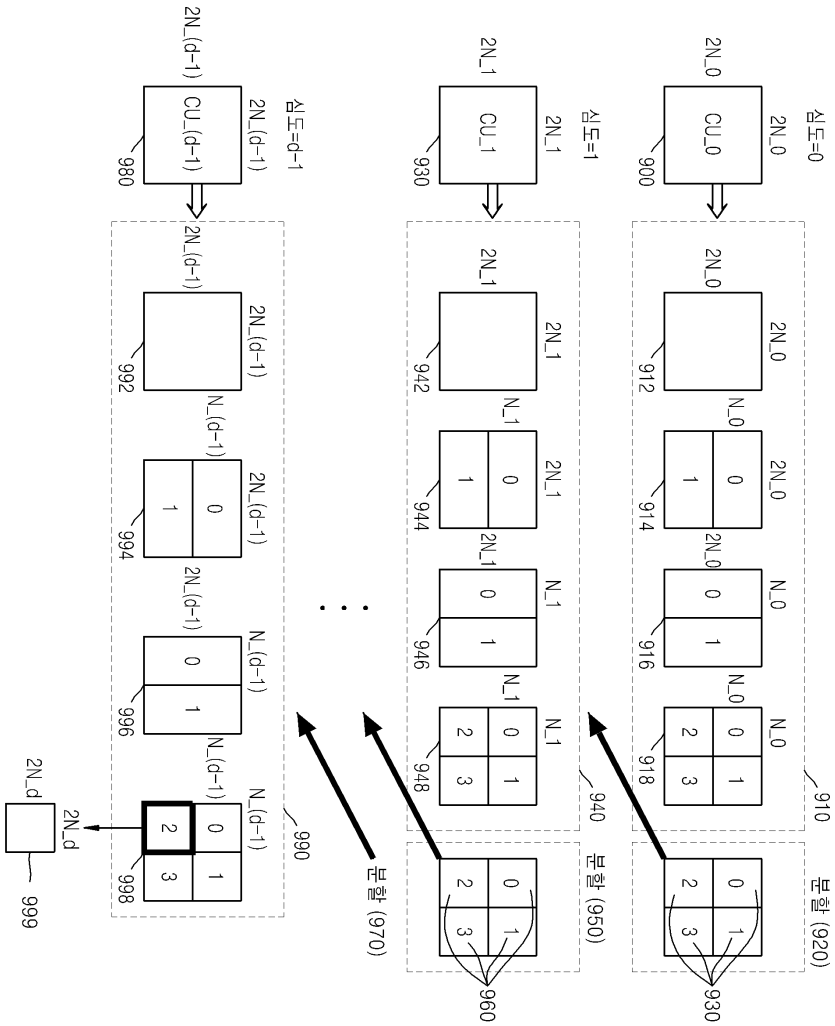 심도=0
2N_0
2N_0
CU_0
900
910
2N_0
2N_0
912
2N_0
N_0
0
1
914
N_0
2N_0
0
1
916
N_0
N_0
0
1
2
3
918
분할 (920)
0
1
2
3
930
심도=1
2N_1
2N_1
CU_1
930
940
2N_1
2N_1
942
2N_1
N_1
0
1
944
N_1
2N_1
0
1
946
N_1
N_1
0
1
2
3
948
분할 (950)
0
1
2
3
960
...
분할 (970)
심도=d-1
2N_(d-1)
2N_(d-1)
CU_(d-1)
980
990
2N_(d-1)
2N_(d-1)
992
2N_(d-1)
N_(d-1)
0
1
994
N_(d-1)
2N_(d-1)
0
1
996
N_(d-1)
N_(d-1)
0
1
2
3
998
2N_d
2N_d
999